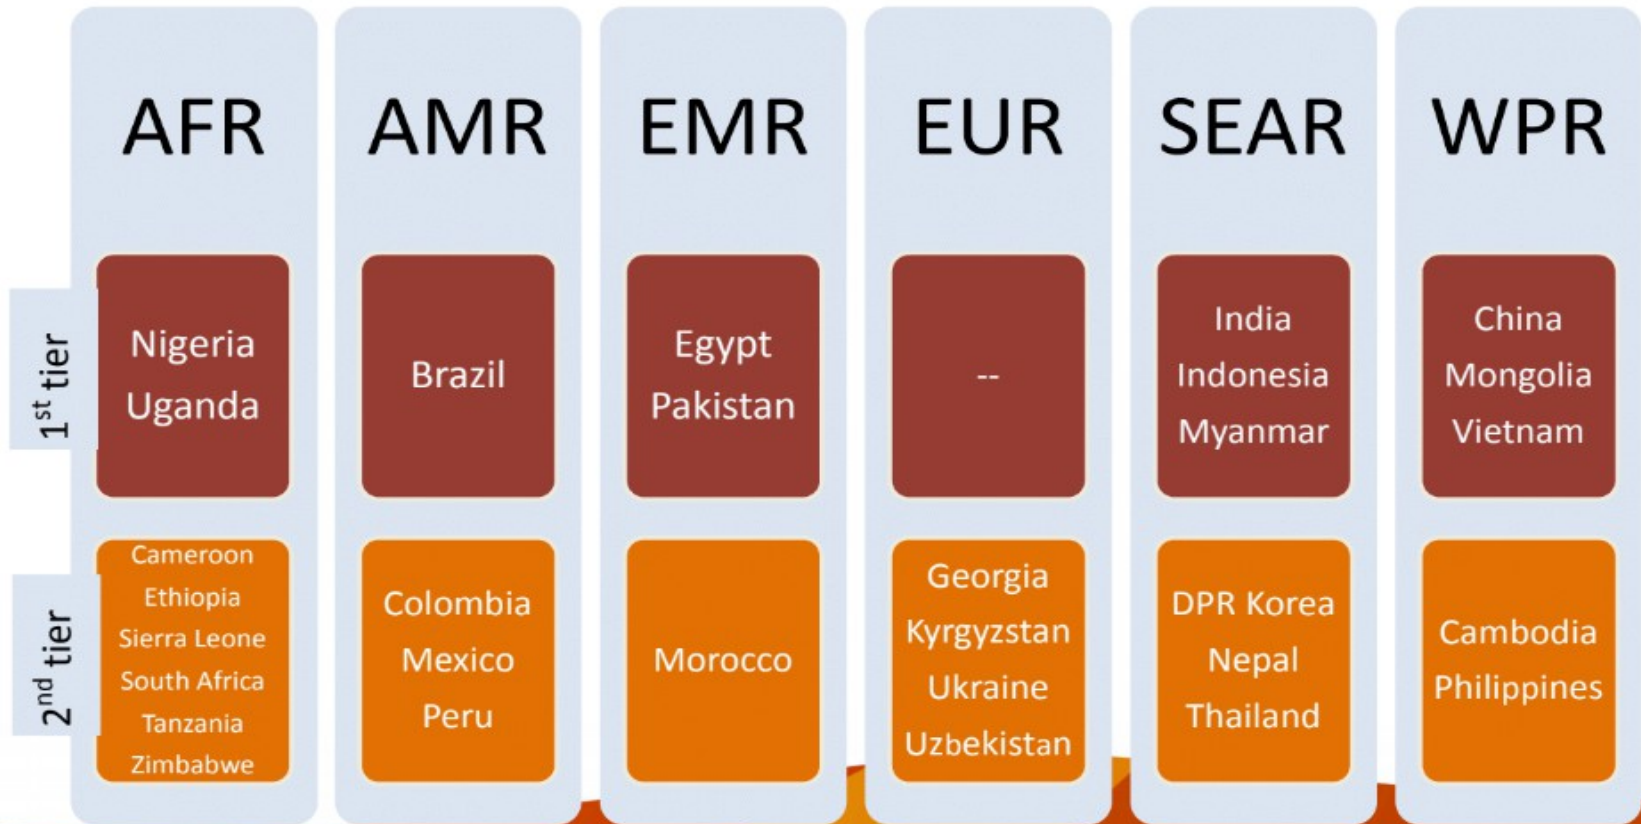 AFR
AMR
EMR
EUR
SEAR
WPR
1st tier
Nigeria
Uganda
Brazil
Egypt
Pakistan
--
India
Indonesia
Myanmar
China
Mongolia
Vietnam
2nd tier
Cameroon
Ethiopia
Sierra Leone
South Africa
Tanzania
Zimbabwe
Colombia
Mexico
Peru
Morocco
Georgia
Kyrgyzstan
Ukraine
Uzbekistan
DPR Korea
Nepal
Thailand
Cambodia
Philippines